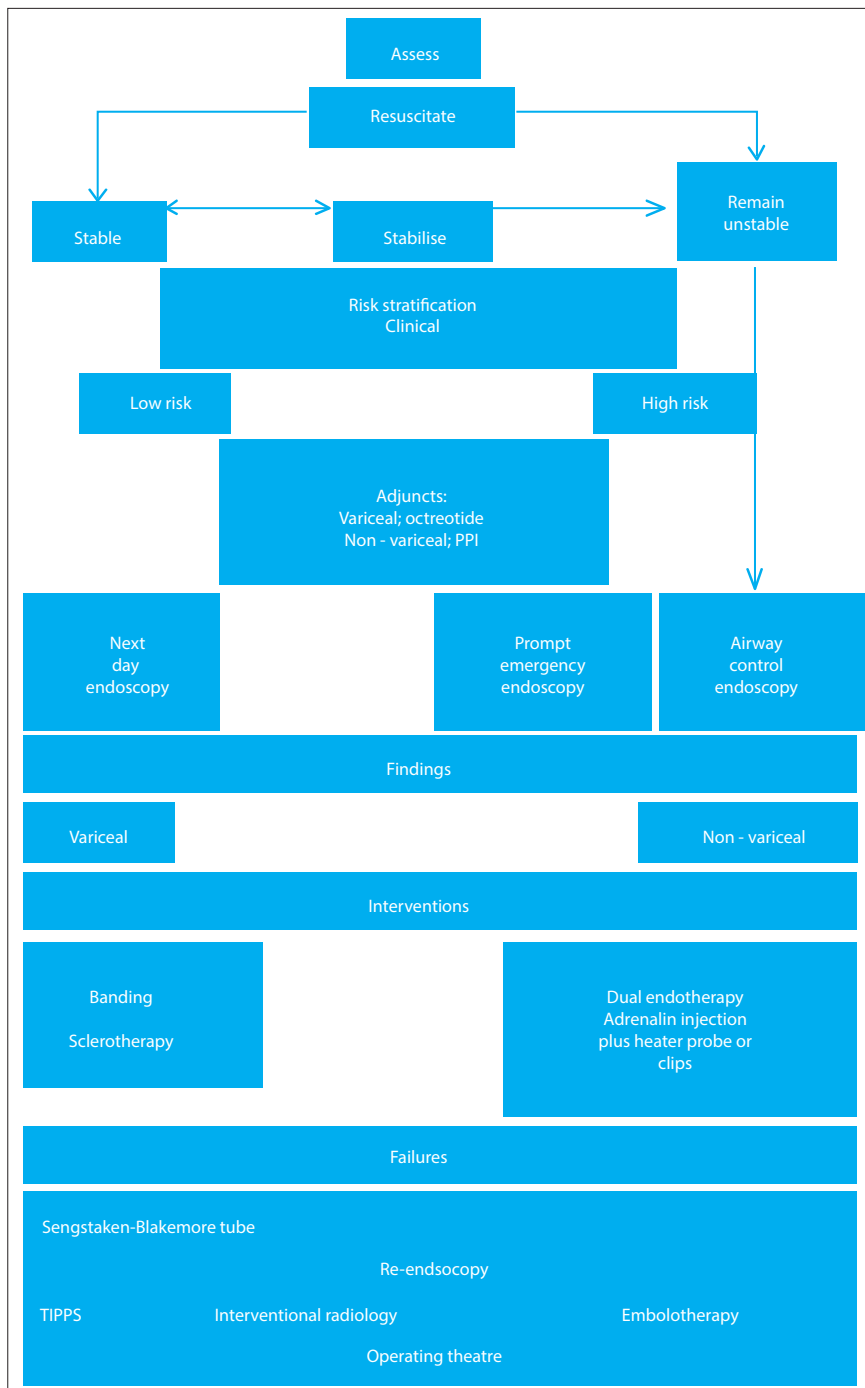 Assess
Resuscitate
Stable
Stabilise
Remain
unstable
Risk stratification
Clinical
Low risk
High risk
Adjuncts:
Variceal; octreotide
Non - variceal; PPI
Next
day
endoscopy
Prompt
emergency
endoscopy
Airway
control
endoscopy
Findings
Variceal
Non - variceal
Interventions
Banding
Sclerotherapy
Dual endotherapy
Adrenalin injection
plus heater probe or
clips
Failures
Sengstaken-Blakemore tube
Re-endsocopy
TIPPS
Interventional radiology
Embolotherapy
Operating theatre